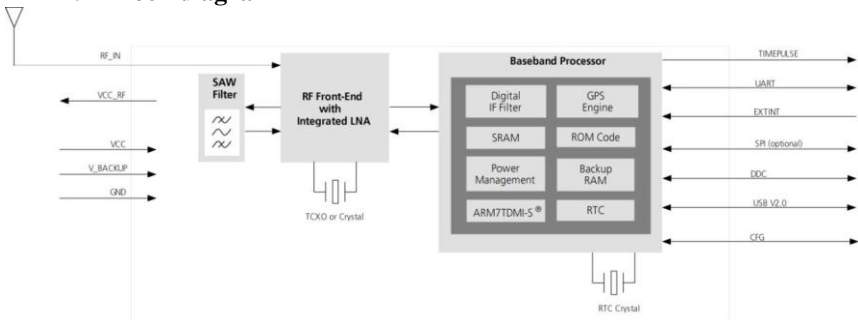 RF_IN
VCC_RF
VCC
V_BACKUP
GND
SAW
Filter
RF Front-End
with
Integrated LNA
TCXO or Crystal
Baseband Processor
Digital
IF Filter
GPS
Engine
SRAM
ROM Code
Power
Management
Backup
RAM
ARM7TDMI-S®
RTC
RTC Crystal
TIMEPULSE
UART
EXTINT
SPI (optional)
DDC
USB V2.0
CFG